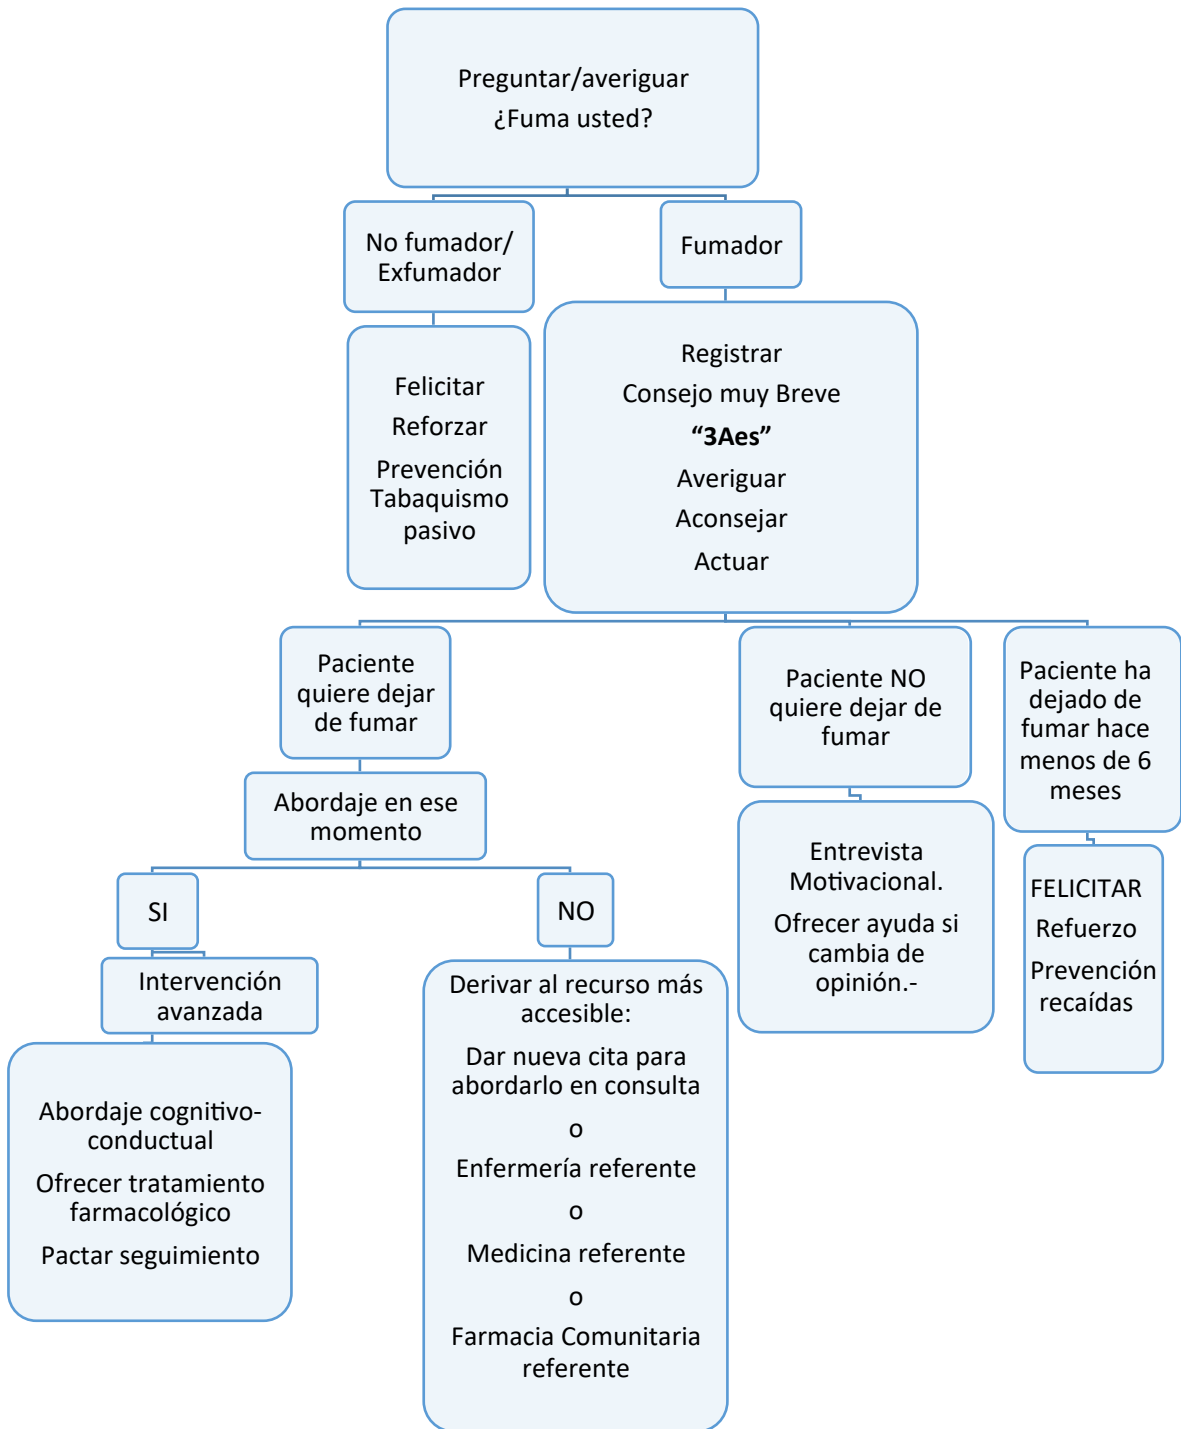 Preguntar/averiguar
¿Fuma usted?
No fumador/
Exfumador
Fumador
Felicitar
Reforzar
Prevención
Tabaquismo
pasivo
Registrar
Consejo muy Breve
“3Aes”
Averiguar
Aconsejar
Actuar
Paciente
quiere dejar
de fumar
Abordaje en ese
momento
SI
Intervención
avanzada
Abordaje cognitivo-
conductual
Ofrecer tratamiento
farmacológico
Pactar seguimiento
NO
Derivar al recurso más
accesible:
Dar nueva cita para
abordarlo en consulta
o
Enfermería referente
o
Medicina referente
o
Farmacia Comunitaria
referente
Paciente NO
quiere dejar de
fumar
Entrevista
Motivacional.
Ofrecer ayuda si
cambia de
opinión.-
Paciente ha
dejado de
fumar hace
menos de 6
meses
FELICITAR
Refuerzo
Prevención
recaídas